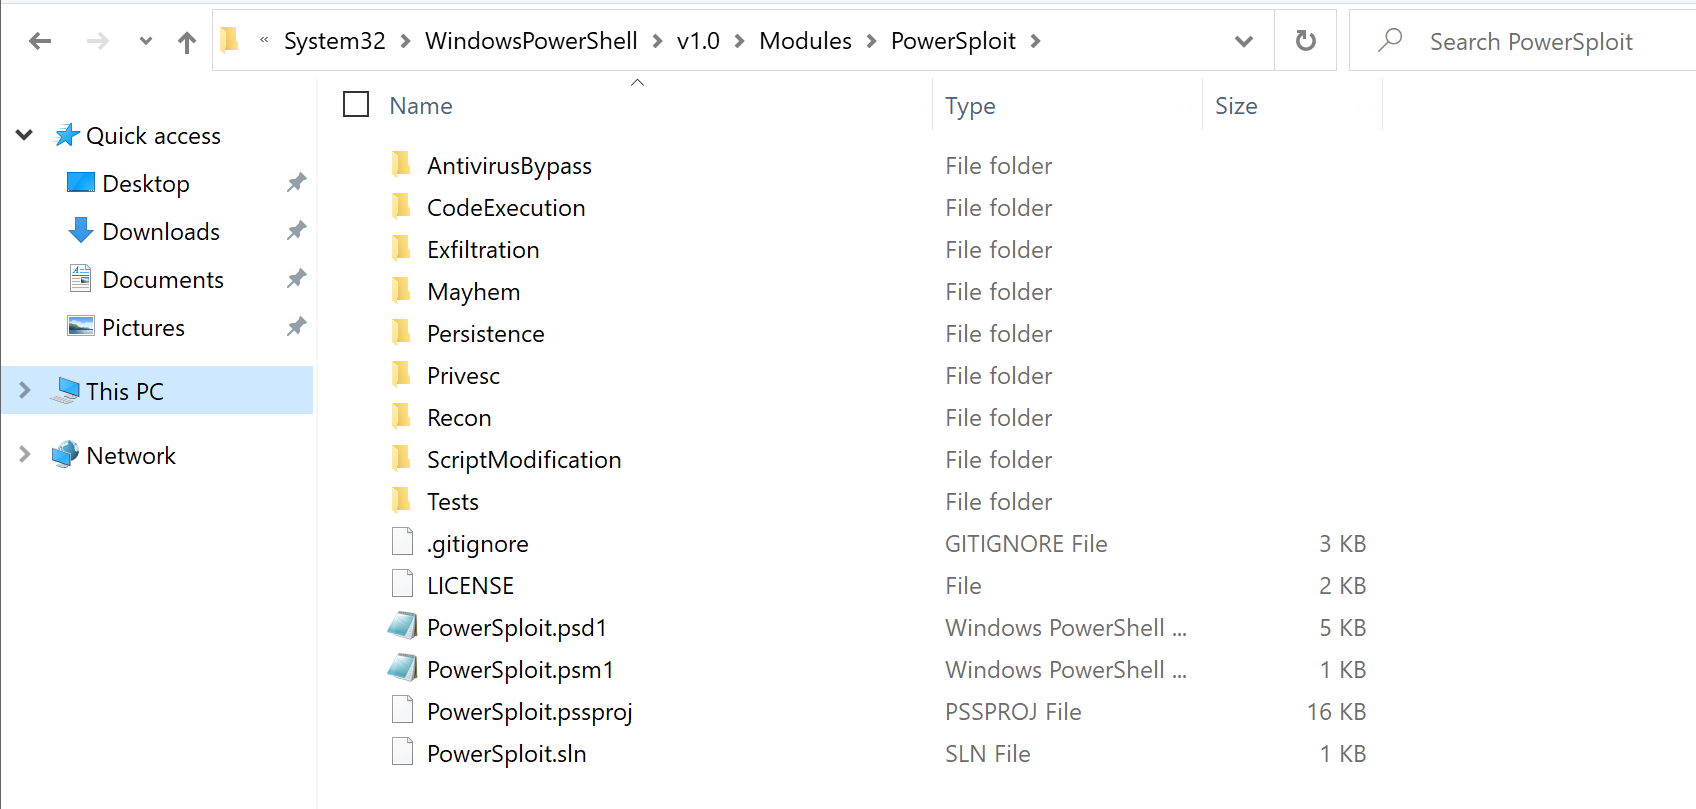 « System32 > WindowsPowerShell > v1.0 > Modules > PowerSploit >
Search PowerSploit
Quick access
Desktop
Downloads
Documents
Pictures
This PC
Network
Name Type Size
AntivirusBypass File folder
CodeExecution File folder
Exfiltration File folder
Mayhem File folder
Persistence File folder
Privesc File folder
Recon File folder
ScriptModification File folder
Tests File folder
.gitignore GITIGNORE File 3 KB
LICENSE File 2 KB
PowerSploit.psd1 Windows PowerShell ... 5 KB
PowerSploit.psm1 Windows PowerShell ... 1 KB
PowerSploit.pssproj PSSPROJ File 16 KB
PowerSploit.sln SLN File 1 KB